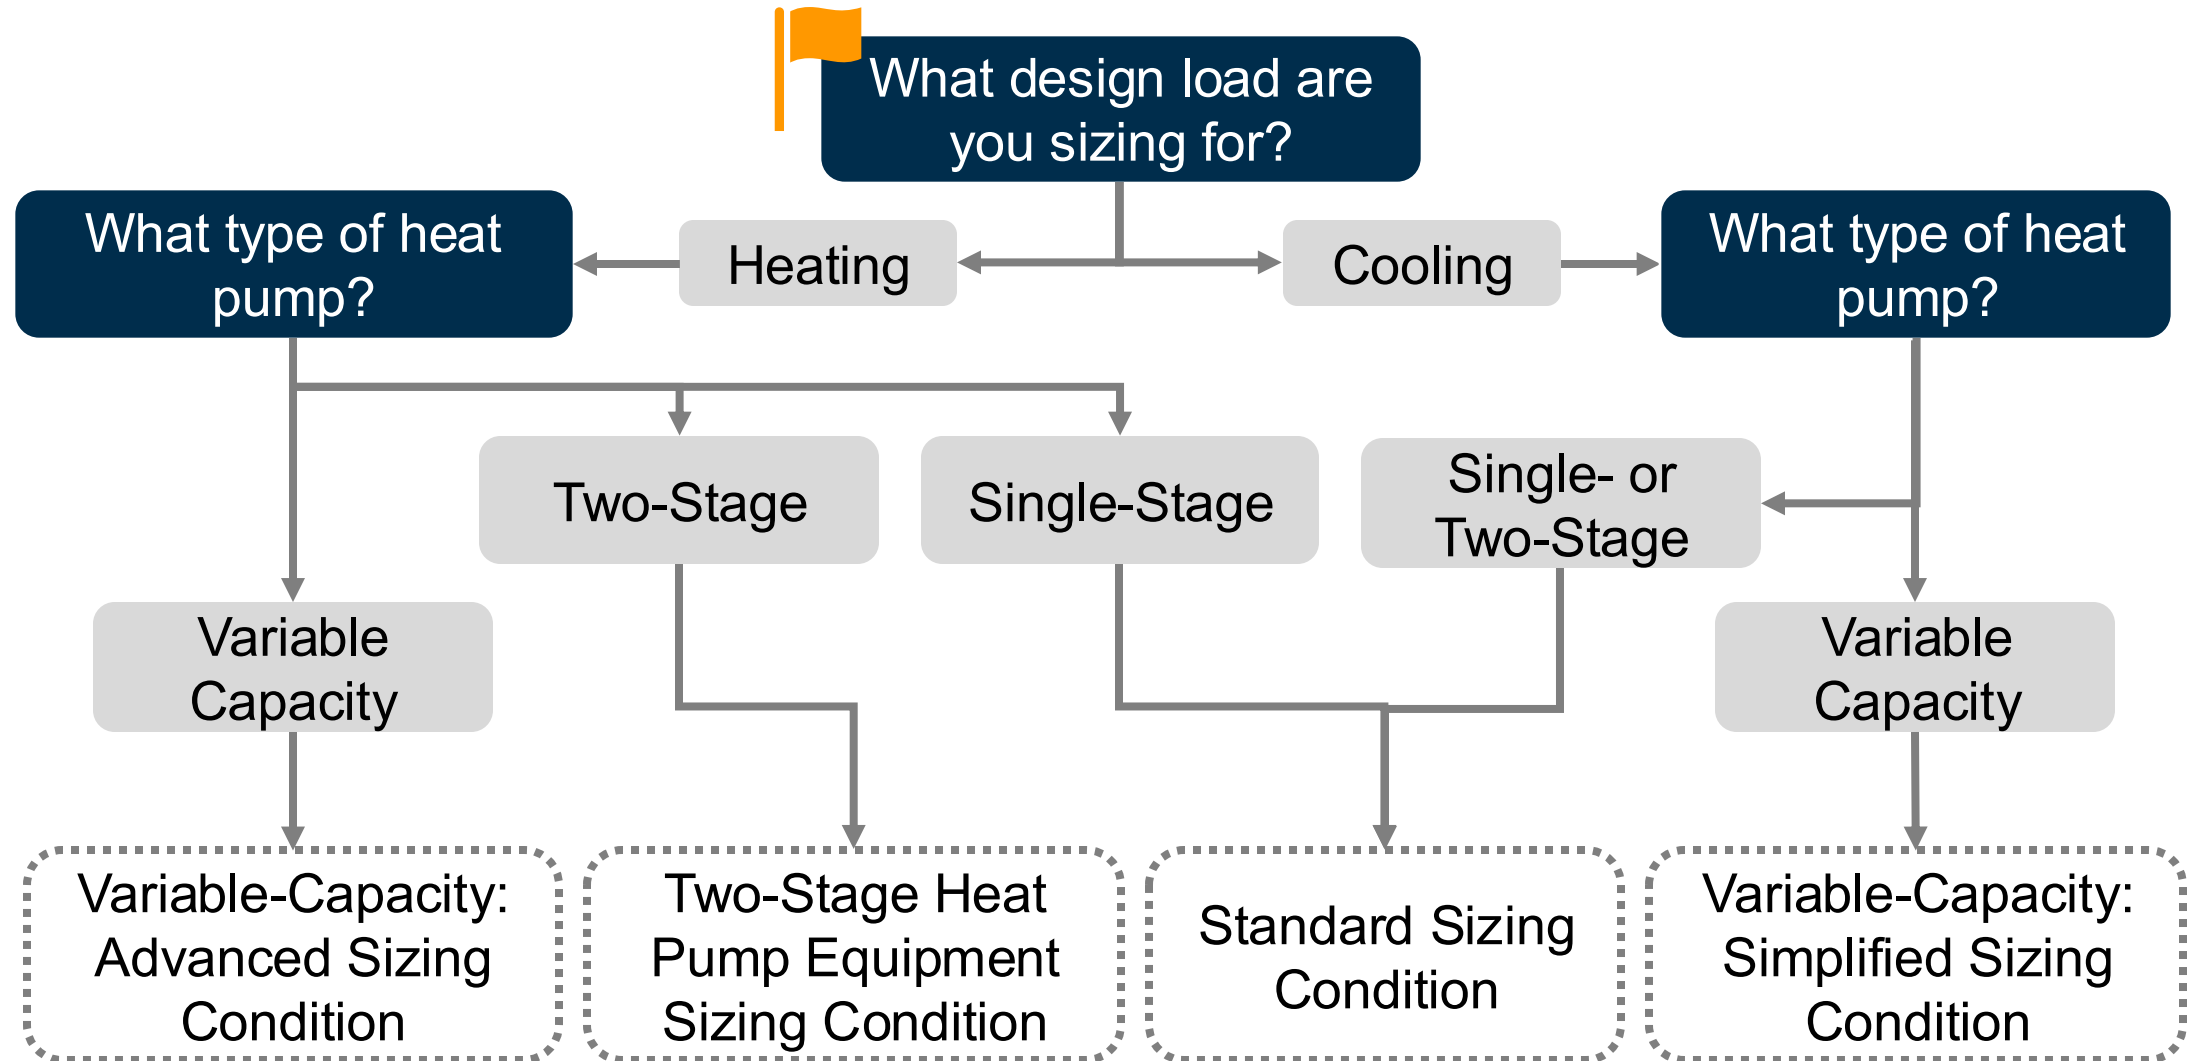 What design load are
you sizing for?
What type of heat
pump?
Heating
Cooling
What type of heat
pump?
Two-Stage
Single-Stage
Single- or
Two-Stage
Variable
Capacity
Variable
Capacity
Variable-Capacity:
Advanced Sizing
Condition
Two-Stage Heat
Pump Equipment
Sizing Condition
Standard Sizing
Condition
Variable-Capacity:
Simplified Sizing
Condition